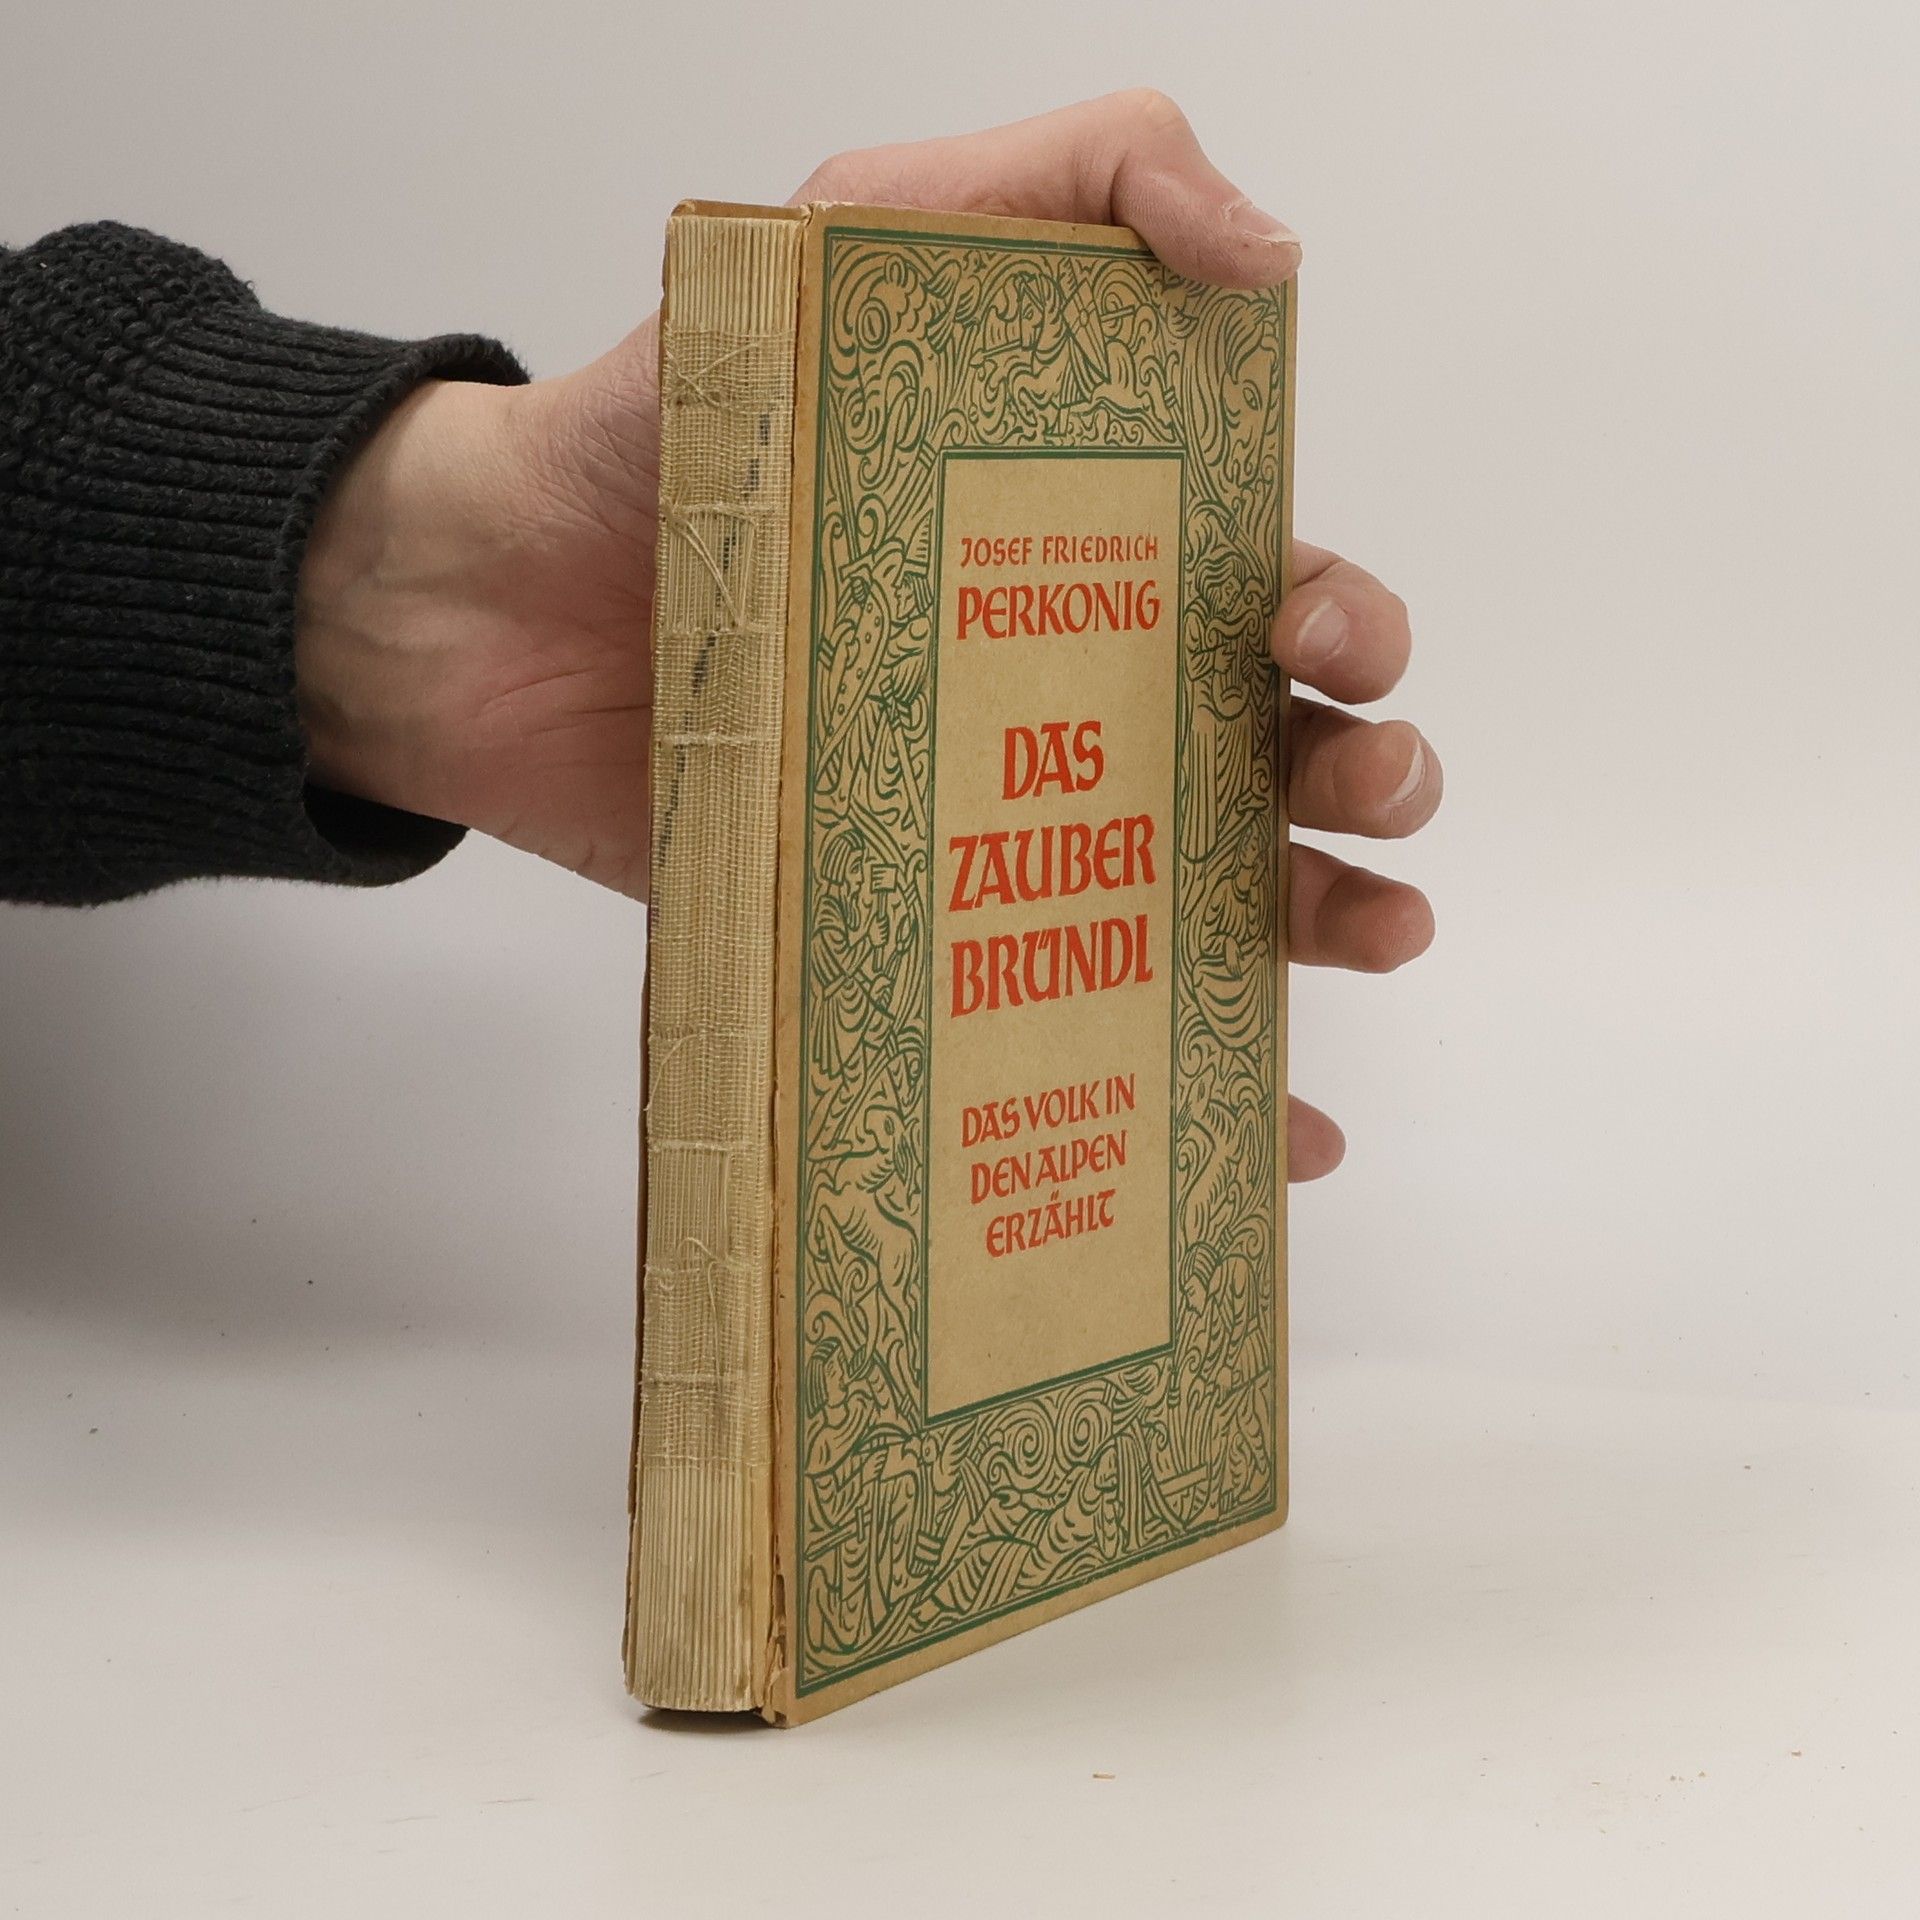 JOSEF FRIEDRICH
PERKONIG
DAS
ZAUBER
BRÜNDL
DAS VOLK IN
DEN ALPEN
ERZÄHLT